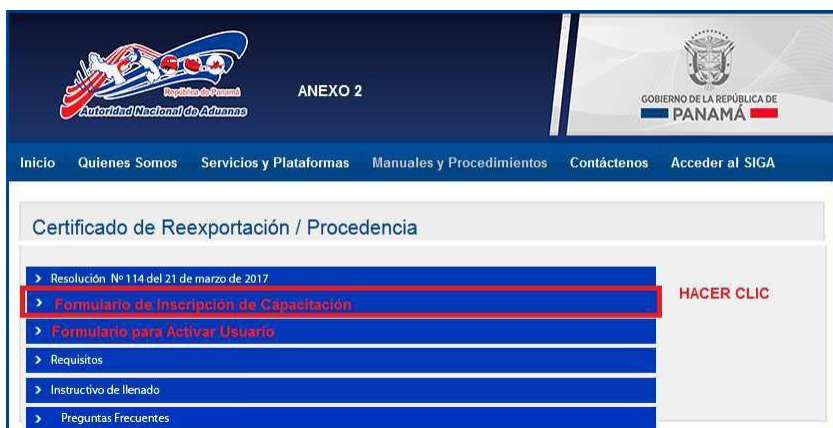 República de Panamá
Autoridad Nacional de Aduanas
ANEXO 2
GOBIERNO DE LA REPÚBLICA DE
PANAMÁ
Inicio Quienes Somos Servicios y Plataformas Manuales y Procedimientos Contáctenos Acceder al SIGA
Certificado de Reexportación / Procedencia
> Resolución Nº 114 del 21 de marzo de 2017
> Formulario de Inscripción de Capacitación
HACER CLIC
> Formulario para Activar Usuario
> Requisitos
> Instructivo de llenado
> Preguntas Frecuentes